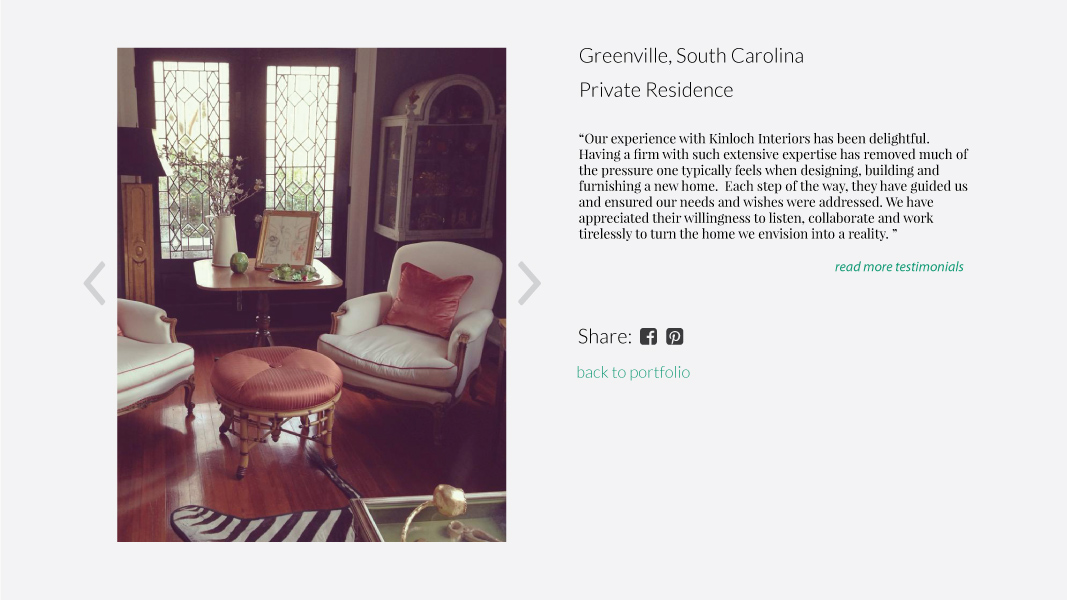 Greenville, South Carolina
Private Residence
“Our experience with Kinloch Interiors has been delightful.
Having a firm with such extensive expertise has removed much of
the pressure one typically feels when designing, building and
furnishing a new home.  Each step of the way, they have guided us
and ensured our needs and wishes were addressed. We have
appreciated their willingness to listen, collaborate and work
tirelessly to turn the home we envision into a reality. ”
read more testimonials
Share:
back to portfolio